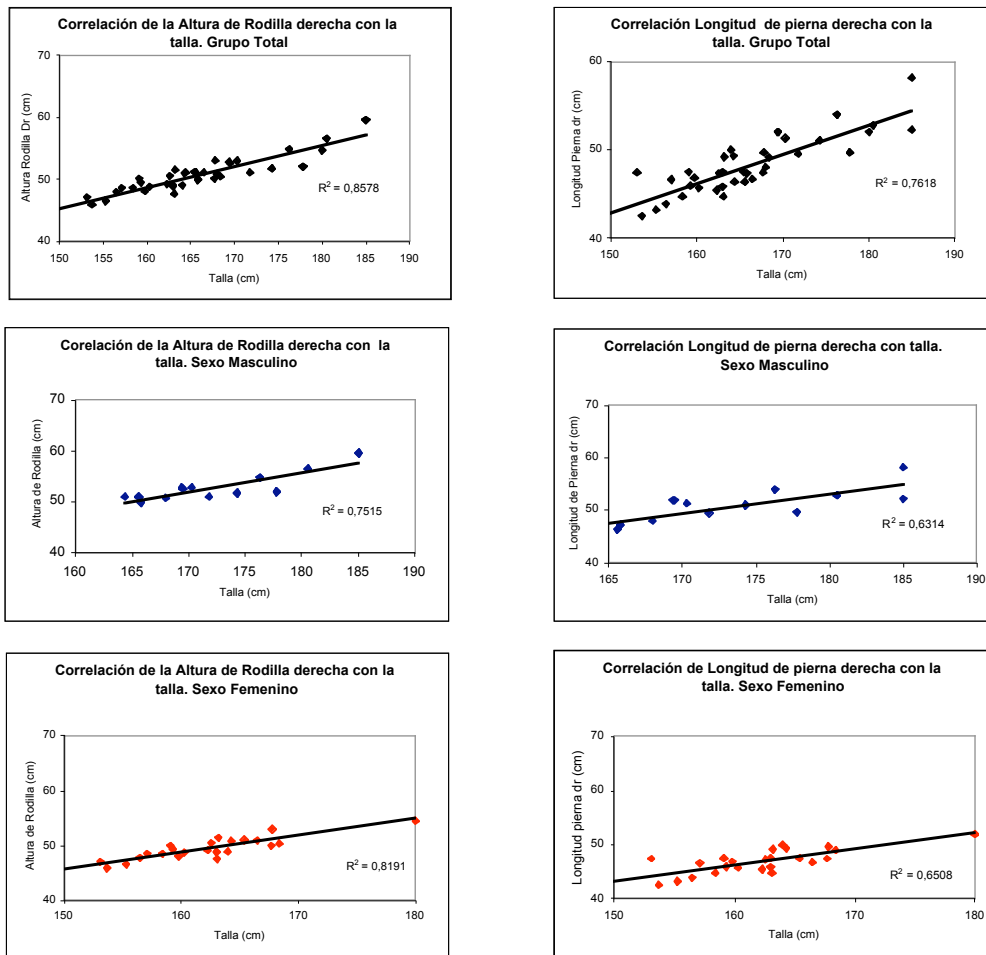 Correlación de la Altura de Rodilla derecha con la
talla. Grupo Total
60
50
40
70
Altura Rodilla Dr (cm)
R² = 0,8578
150 155 160 165 170 175 180 185 190
Talla (cm)
Correlación Longitud de pierna derecha con la
talla. Grupo Total
60
50
40
Longitud Pierna dr (cm)
R² = 0,7618
150 160 170 180 190
Talla (cm)
Corelación de la Altura de Rodilla derecha con la
talla. Sexo Masculino
70
60
50
40
Altura de Rodilla (cm)
R² = 0,7515
160 165 170 175 180 185 190
Talla (cm)
Correlación Longitud de pierna derecha con talla.
Sexo Masculino
70
60
50
40
Longitud de Pierna dr (cm)
R² = 0,6314
165 170 175 180 185 190
Talla (cm)
Correlación de la Altura de Rodilla derecha con la
talla. Sexo Femenino
70
60
50
40
Altura de Rodilla (cm)
R² = 0,8191
150 160 170 180
Talla (cm)
Correlación de Longitud de pierna derecha con la
talla. Sexo Femenino
70
60
50
40
Longitud pierna dr (cm)
R² = 0,6508
150 160 170 180
Talla (cm)